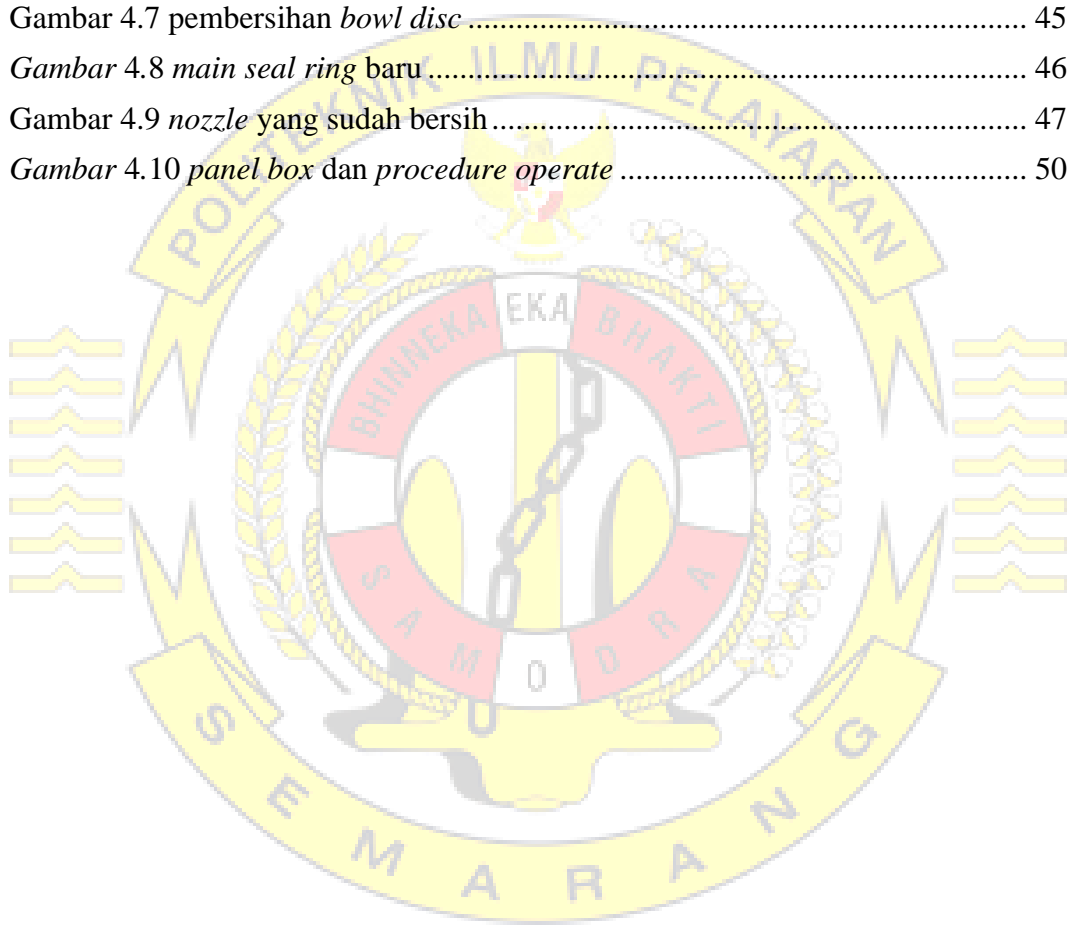 Gambar 4.7 pembersihan bowl disc ............................................................................ 45
Gambar 4.8 main seal ring baru .................................................................................. 46
Gambar 4.9 nozzle yang sudah bersih ......................................................................... 47
Gambar 4.10 panel box dan procedure operate ........................................................ 50
POLITEKNIK ILMU PELAYARAN
BHINNEKA EKA BHAKTI
SAMODRA
SEMARANG